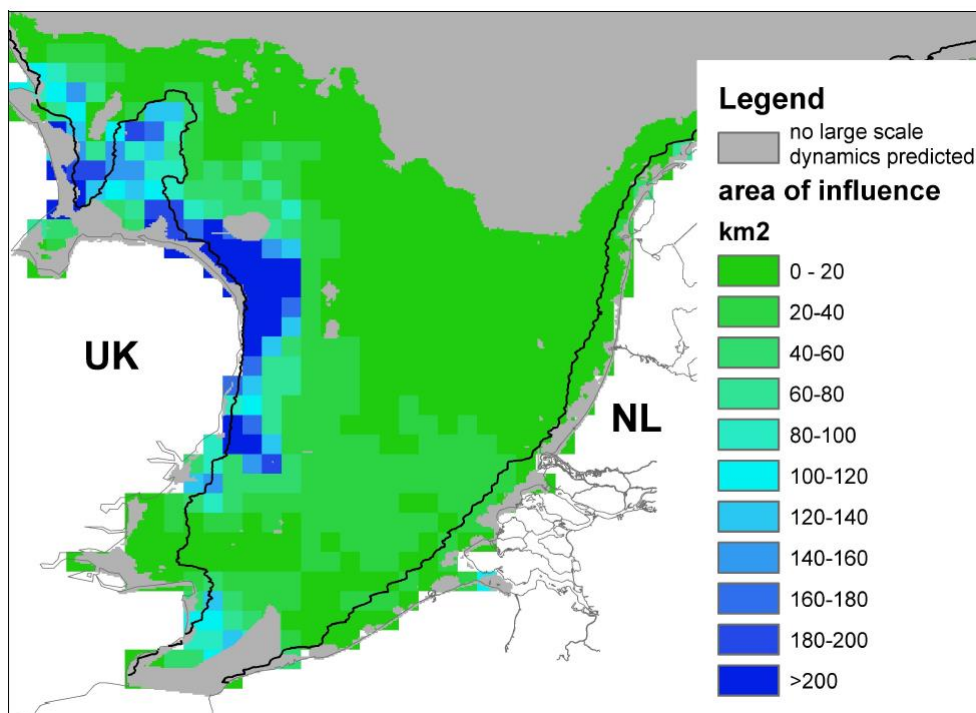 UK
NL
Legend
no large scale
dynamics predicted
area of influence
km2
0 - 20
20-40
40-60
60-80
80-100
100-120
120-140
140-160
160-180
180-200
>200